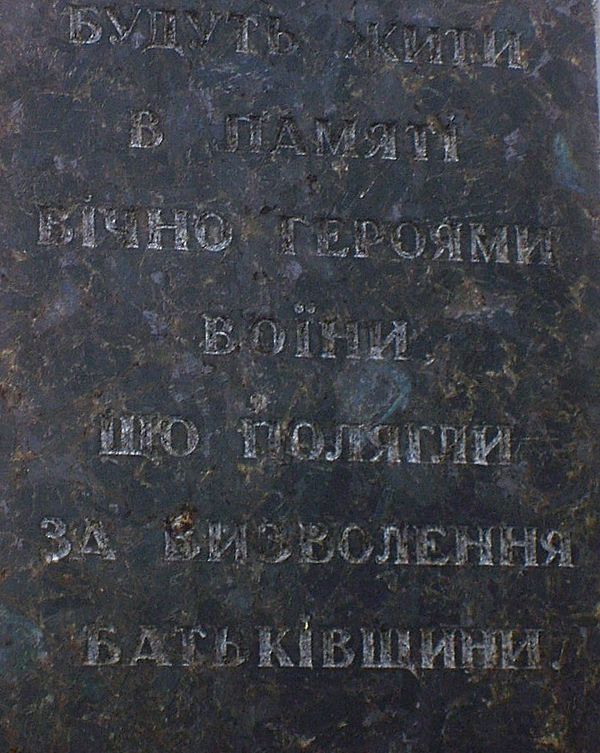 БУДУТЬ ЖИТИ
В ПАМЯТІ
ВІЧНО ГЕРОЯМИ
ВОЇНИ,
ЩО ПОЛЯГЛИ
ЗА ВИЗВОЛЕННЯ
БАТЬКІВЩИНИ.